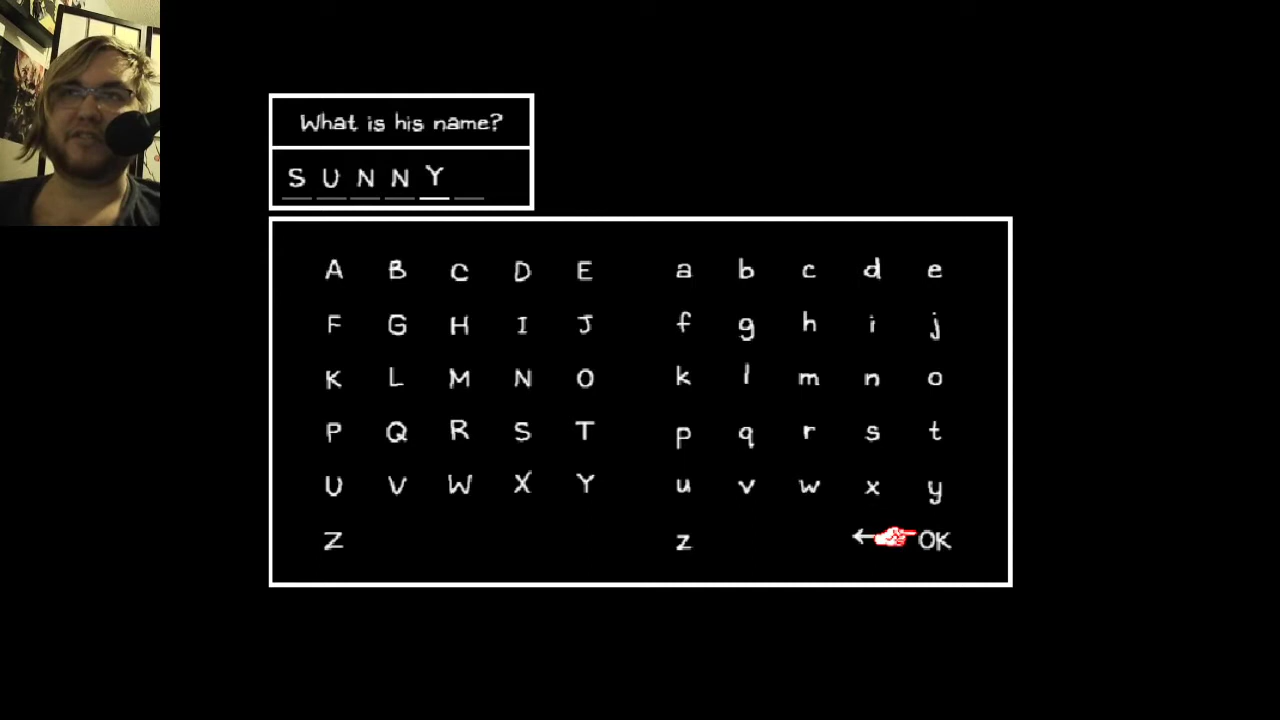 What is his name?
S U N N Y
A B C D E a b c d e
F G H I J f g h i j
K L M N O k l m n o
P Q R S T p q r s t
U V W X Y u v w x y
Z z ← OK